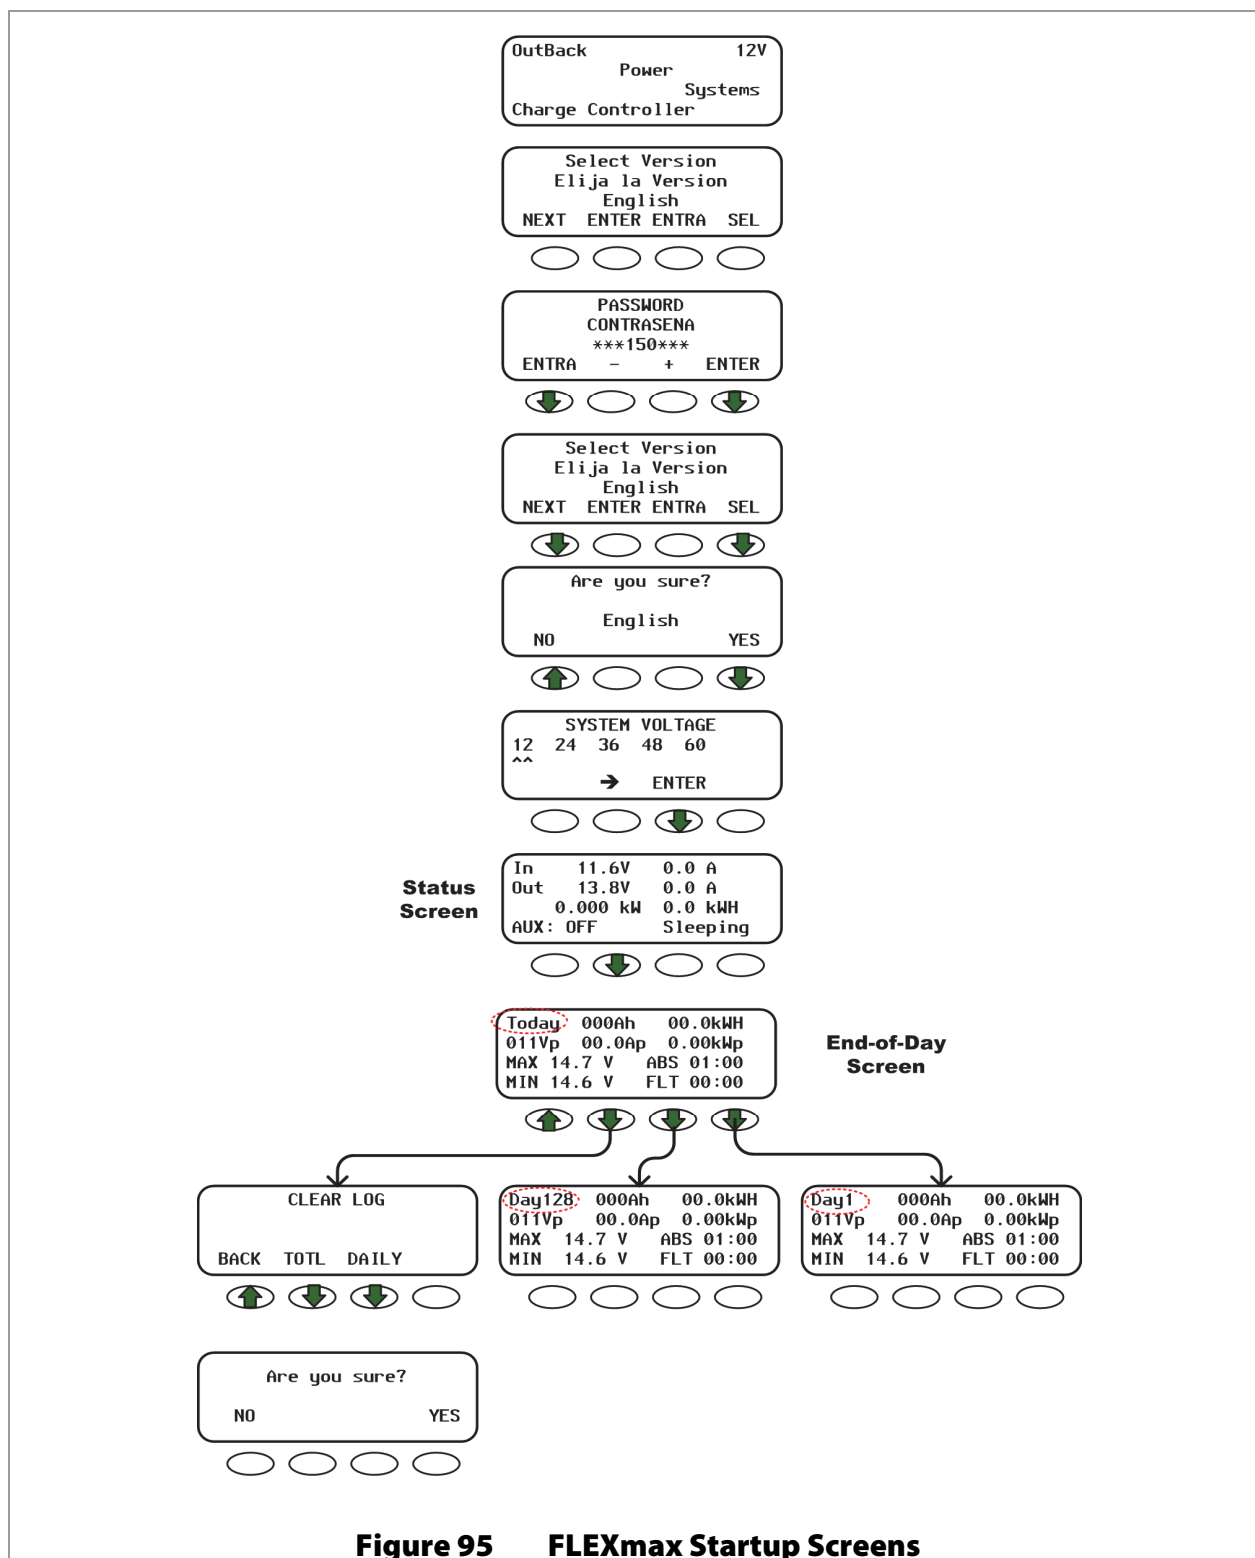 OutBack 12V
Power
Systems
Charge Controller
Select Version
Elija la Version
English
NEXT ENTER ENTRA SEL
PASSWORD
CONTRASENA
***150***
ENTRA - + ENTER
Select Version
Elija la Version
English
NEXT ENTER ENTRA SEL
Are you sure?
English
NO YES
SYSTEM VOLTAGE
12 24 36 48 60
^^
➔ ENTER
Status
Screen
In 11.6V 0.0 A
Out 13.8V 0.0 A
0.000 kW 0.0 kWH
AUX: OFF Sleeping
Today 000Ah 00.0kWH
011Vp 00.0Ap 0.00kWp
MAX 14.7 V ABS 01:00
MIN 14.6 V FLT 00:00
End-of-Day
Screen
CLEAR LOG
BACK TOTL DAILY
Day128 000Ah 00.0kWH
011Vp 00.0Ap 0.00kWp
MAX 14.7 V ABS 01:00
MIN 14.6 V FLT 00:00
Day1 000Ah 00.0kWH
011Vp 00.0Ap 0.00kWp
MAX 14.7 V ABS 01:00
MIN 14.6 V FLT 00:00
Are you sure?
NO YES
Figure 95 FLEXmax Startup Screens